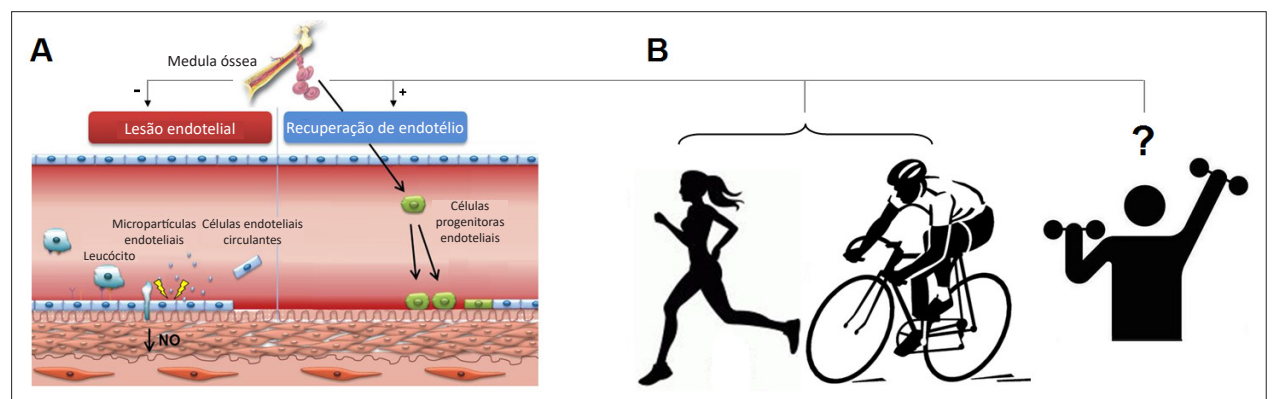 A
B
Medula óssea
-
+
Lesão endotelial
Recuperação de endotélio
?
Micropartículas
endoteliais
Células endoteliais
circulantes
Leucócito
Células
progenitoras
endoteliais
NO